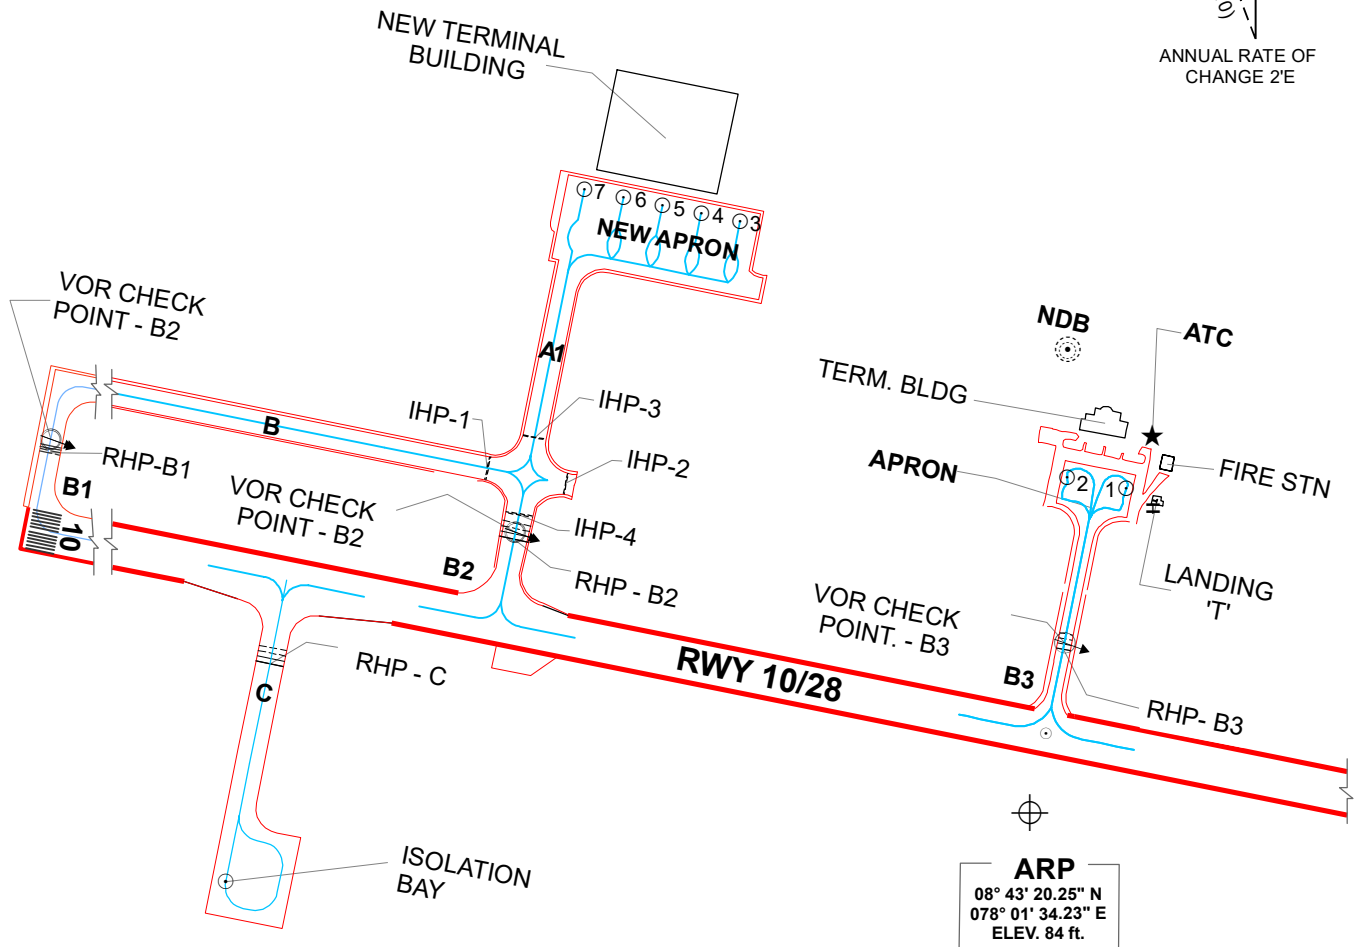 NEW TERMINAL
BUILDING
ANNUAL RATE OF
CHANGE 2'E
7
6
5
4
3
NEW APRON
VOR CHECK
POINT - B2
NDB
ATC
A1
TERM. BLDG
IHP-1
IHP-3
B
RHP-B1
IHP-2
APRON
2
1
FIRE STN
B1
VOR CHECK
POINT - B2
10
IHP-4
B2
RHP - B2
LANDING
'T'
VOR CHECK
POINT. - B3
RHP - C
C
RWY 10/28
B3
RHP- B3
ISOLATION
BAY
ARP
08° 43' 20.25" N
078° 01' 34.23" E
ELEV. 84 ft.